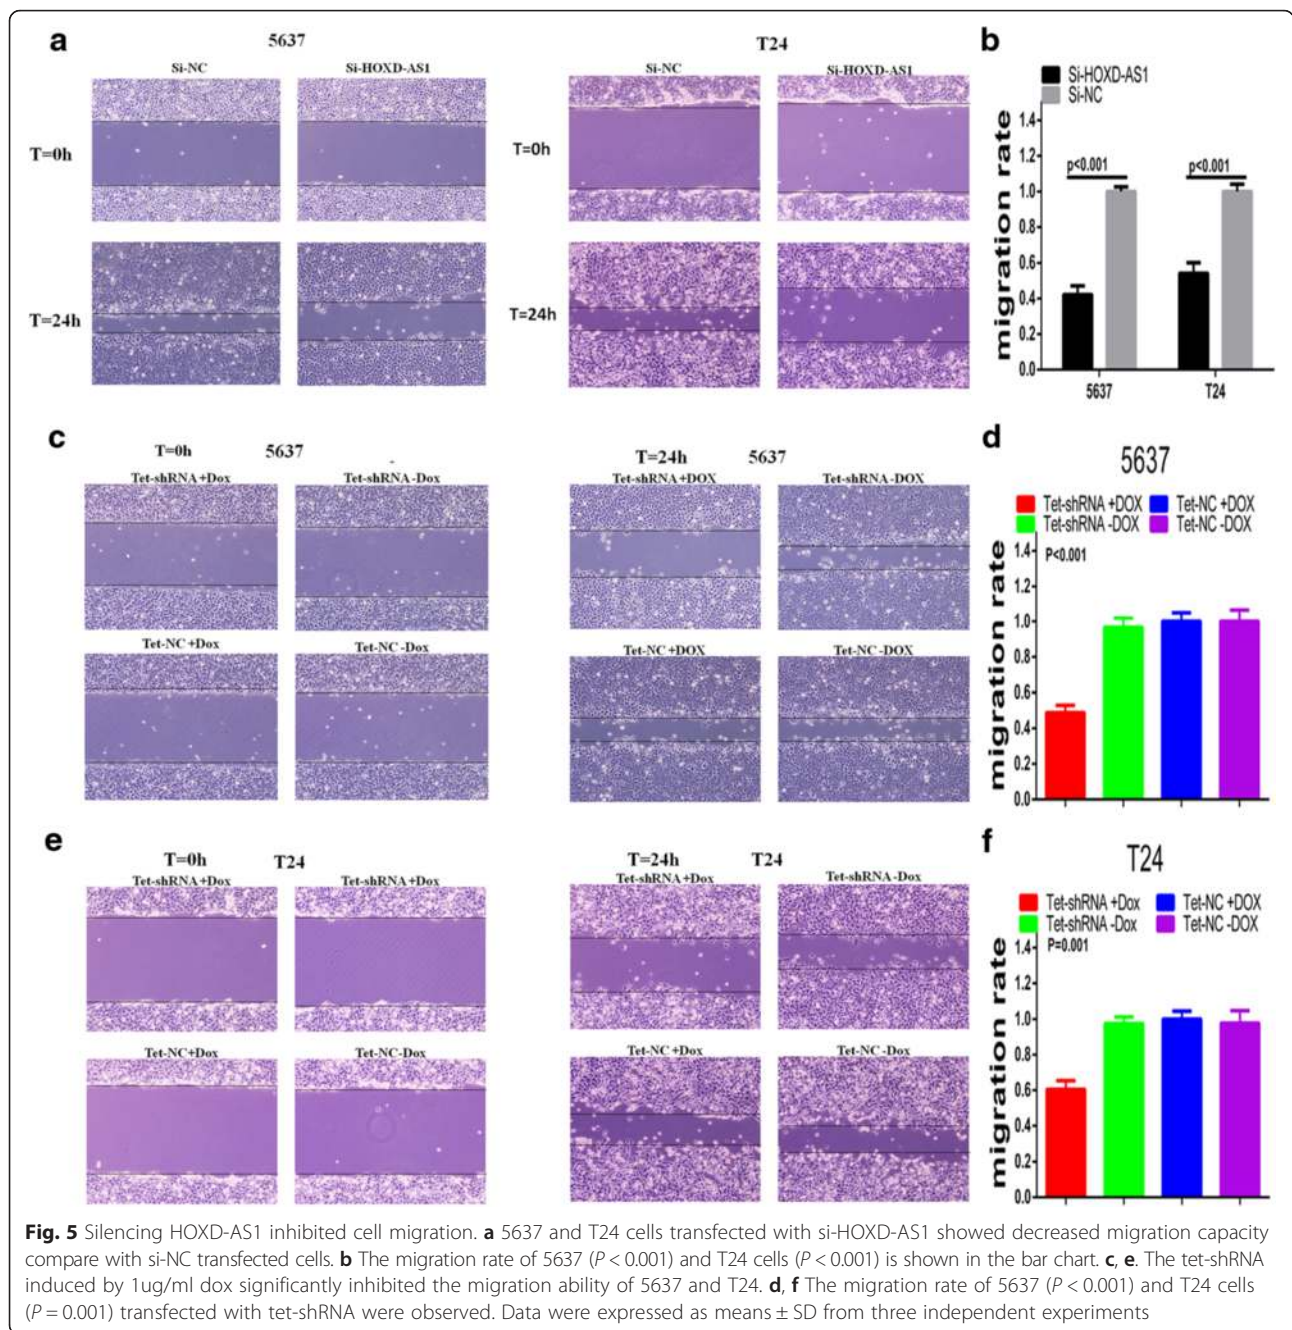 a
5637
T24
Si-NC
Si-HOXD-AS1
Si-NC
Si-HOXD-AS1
T=0h
T=0h
T=24h
T=24h
b
Si-HOXD-AS1
Si-NC
migration rate
1.4
1.2
1.0
0.8
0.6
0.4
0.2
0.0
p<0.001
p<0.001
5637
T24
c
T=0h
5637
Tet-shRNA +Dox
Tet-shRNA -Dox
Tet-NC +Dox
Tet-NC -Dox
T=24h
5637
Tet-shRNA +DOX
Tet-shRNA -DOX
Tet-NC +DOX
Tet-NC -DOX
d
5637
Tet-shRNA +DOX
Tet-NC +DOX
Tet-shRNA -DOX
Tet-NC -DOX
P<0.001
migration rate
1.4
1.2
1.0
0.8
0.6
0.4
0.2
0.0
e
T=0h
T24
Tet-shRNA +Dox
Tet-shRNA +Dox
Tet-NC+Dox
Tet-NC-Dox
T=24h
T24
Tet-shRNA +Dox
Tet-shRNA-Dox
Tet-NC +Dox
Tet-NC -Dox
f
T24
Tet-shRNA +Dox
Tet-NC +DOX
Tet-shRNA -Dox
Tet-NC -DOX
P=0.001
migration rate
1.4
1.2
1.0
0.8
0.6
0.4
0.2
0.0
Fig. 5 Silencing HOXD-AS1 inhibited cell migration. a 5637 and T24 cells transfected with si-HOXD-AS1 showed decreased migration capacity
compare with si-NC transfected cells. b The migration rate of 5637 (P < 0.001) and T24 cells (P < 0.001) is shown in the bar chart. c, e. The tet-shRNA
induced by 1ug/ml dox significantly inhibited the migration ability of 5637 and T24. d, f The migration rate of 5637 (P < 0.001) and T24 cells
(P = 0.001) transfected with tet-shRNA were observed. Data were expressed as means ± SD from three independent experiments